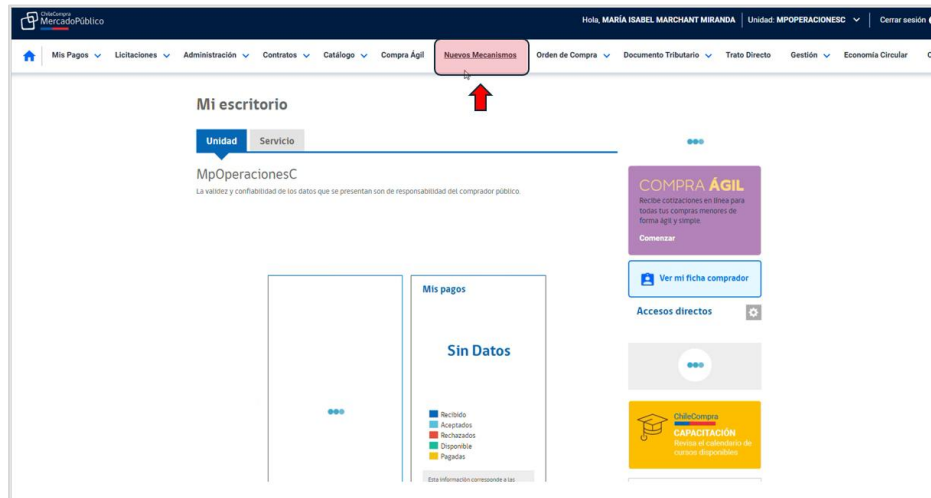 ChileCompra
MercadoPúblico
Hola, MARÍA ISABEL MARCHANT MIRANDA
Unidad: MPOPERACIONESC
Cerrar sesión
Mis Pagos
Licitaciones
Administración
Contratos
Catálogo
Compra Ágil
Nuevos Mecanismos
Orden de Compra
Documento Tributario
Trato Directo
Gestión
Economía Circular
Mi escritorio
Unidad
Servicio
MpOperacionesC
La validez y confiabilidad de los datos que se presentan son de responsabilidad del comprador público.
COMPRA ÁGIL
Recibe cotizaciones en línea para
todas tus compras menores de
forma ágil y simple.
Comenzar
Ver mi ficha comprador
Accesos directos
Mis pagos
Sin Datos
Recibido
Aceptados
Rechazados
Disponible
Pagadas
Esta información corresponde a las
ChileCompra
CAPACITACIÓN
Revisa el calendario de
cursos disponibles